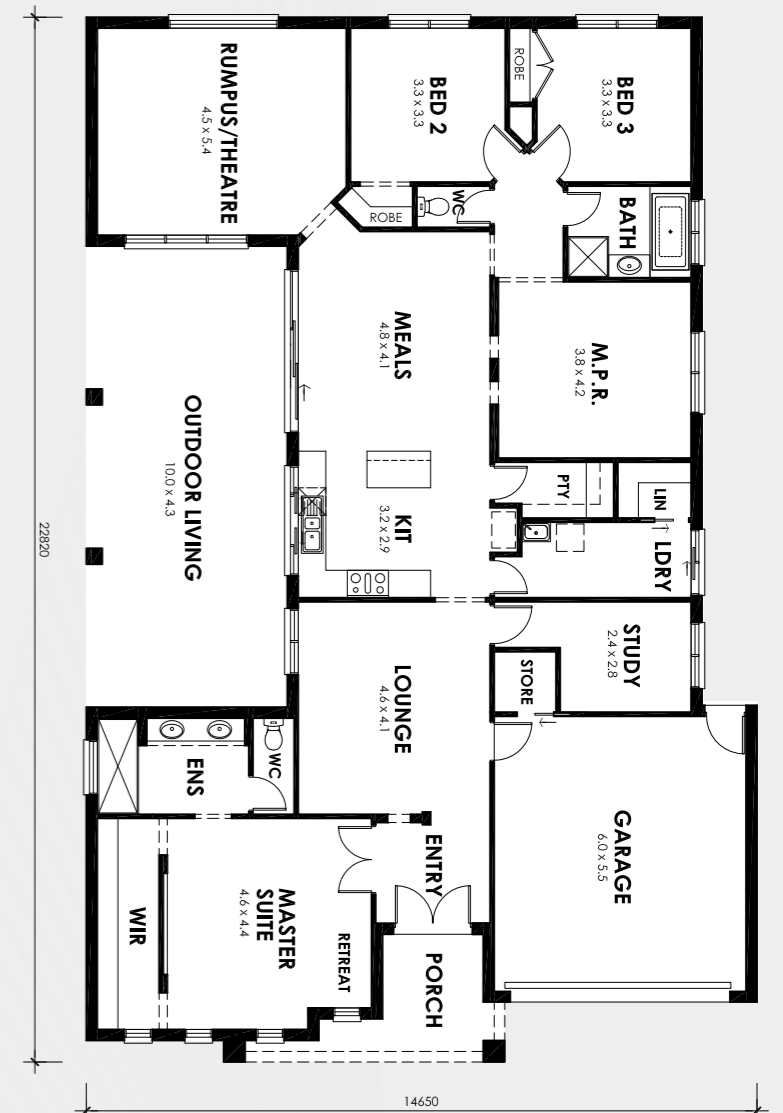 RUMPUS/THEATRE
4.5 x 5.4
BED 2
3.3 x 3.3
ROBE
BED 3
3.3 x 3.3
ROBE
WC
BATH
MEALS
4.8 x 4.1
M.P.R.
3.8 x 4.2
OUTDOOR LIVING
10.0 x 4.3
KIT
3.2 x 2.9
PTY
LIN
LDRY
22820
LOUNGE
4.6 x 4.1
STUDY
2.4 x 2.8
STORE
ENS
WC
GARAGE
6.0 x 5.5
ENTRY
MASTER
SUITE
4.6 x 4.4
WIR
RETREAT
PORCH
14650